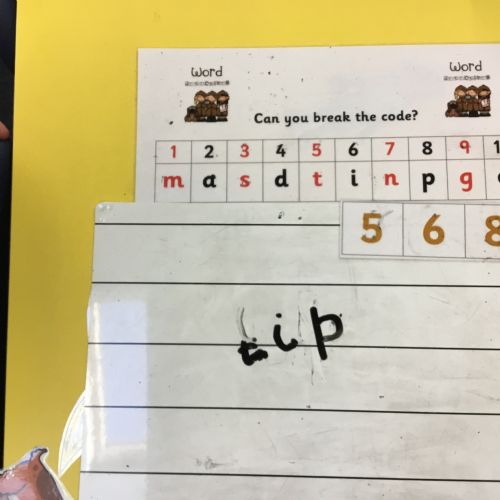 Word Word
Can you break the code?
1 2 3 4 5 6 7 8 9
m a s d t i n p g
5 6 8
tip